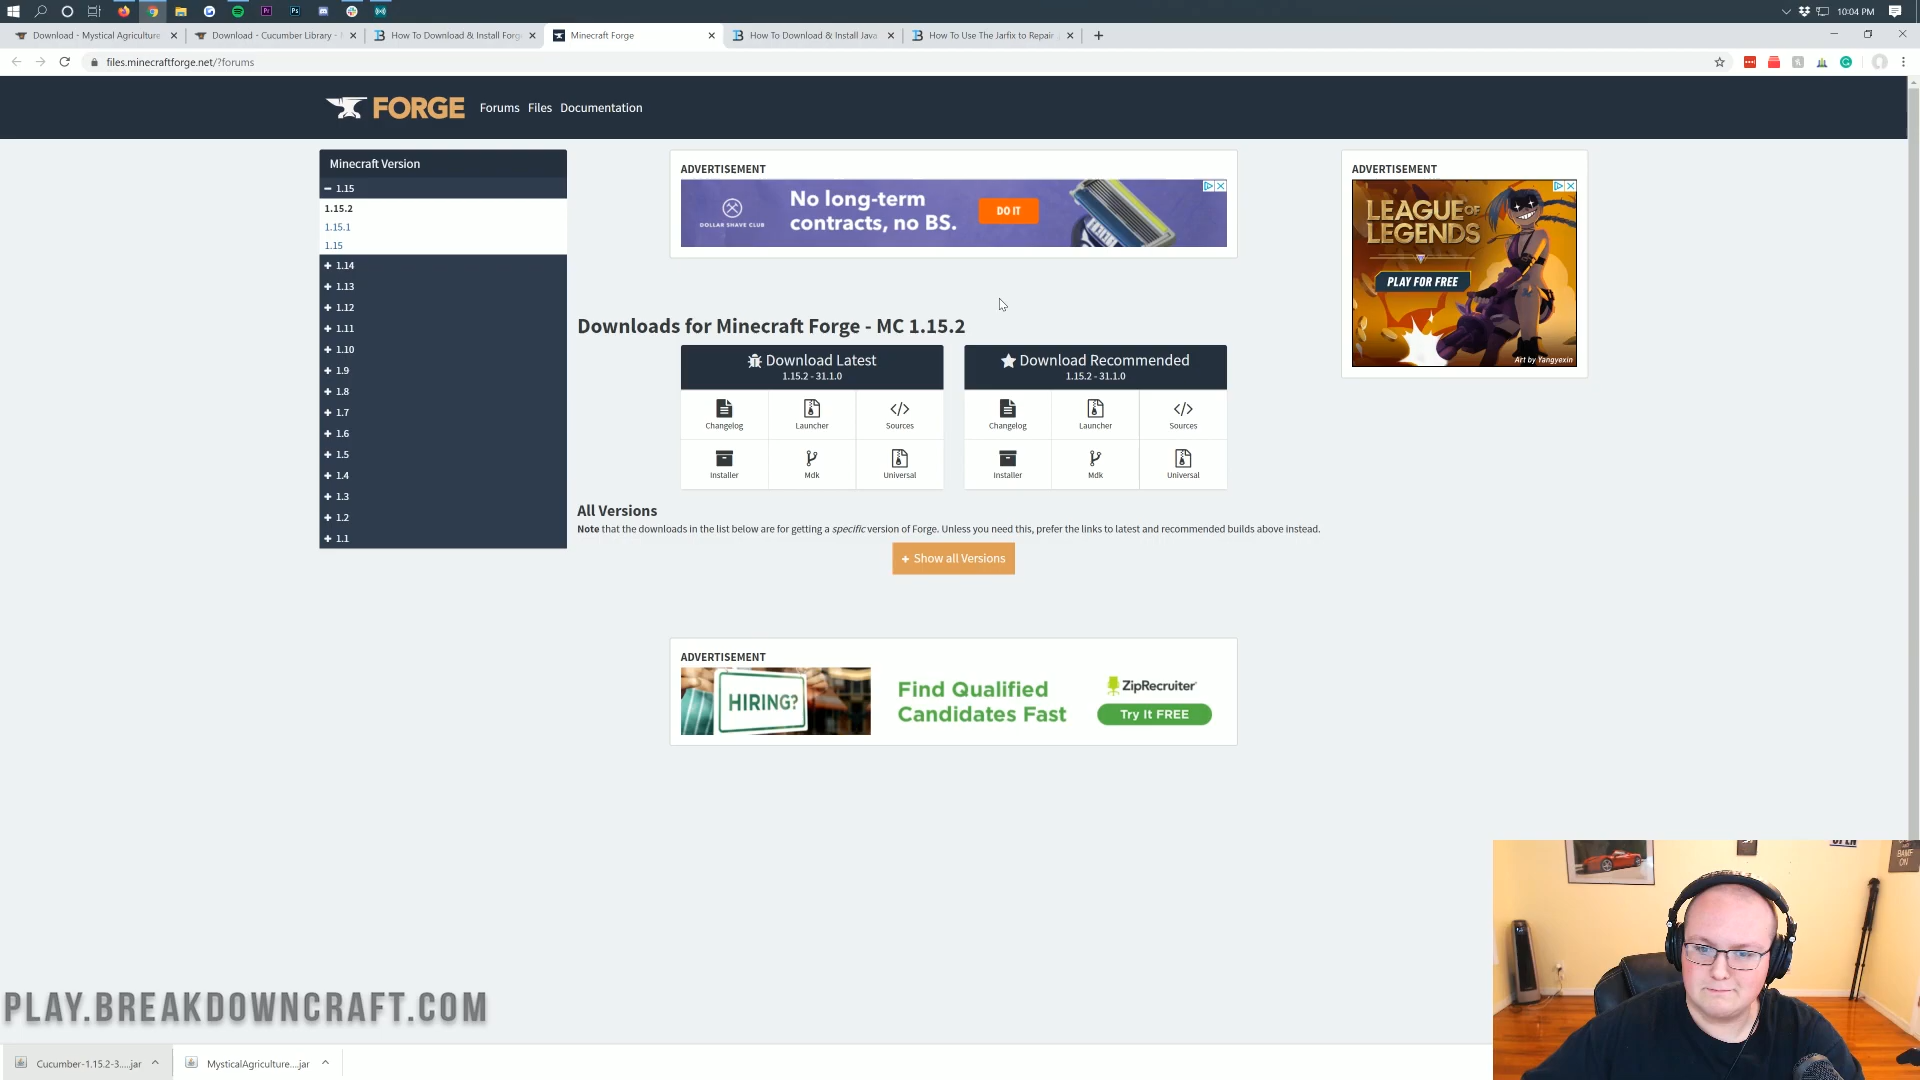 10:04 PM
Download - Mystical Agriculture
Download - Cucumber Library -
How To Download & Install Forg
Minecraft Forge
How To Download & Install Java
How To Use The Jarfix to Repair
files.minecraftforge.net/?forums
FORGE
Forums Files Documentation
Minecraft Version
1.15
1.15.2
1.15.1
1.15
1.14
1.13
1.12
1.11
1.10
1.9
1.8
1.7
1.6
1.5
1.4
1.3
1.2
1.1
ADVERTISEMENT
DOLLAR SHAVE CLUB
No long-term
contracts, no BS.
DO IT
ADVERTISEMENT
LEAGUE OF
LEGENDS
PLAY FOR FREE
Art by Yangyexin
Downloads for Minecraft Forge - MC 1.15.2
Download Latest
1.15.2 - 31.1.0
Changelog
Launcher
Sources
Installer
Mdk
Universal
Download Recommended
1.15.2 - 31.1.0
Changelog
Launcher
Sources
Installer
Mdk
Universal
All Versions
Note that the downloads in the list below are for getting a specific version of Forge. Unless you need this, prefer the links to latest and recommended builds above instead.
+ Show all Versions
ADVERTISEMENT
HIRING?
Find Qualified
Candidates Fast
ZipRecruiter
Try It FREE
OPEN
GAME
ON
PLAY.BREAKDOWNCRAFT.COM
Cucumber-1.15.2-3....jar
MysticalAgriculture....jar